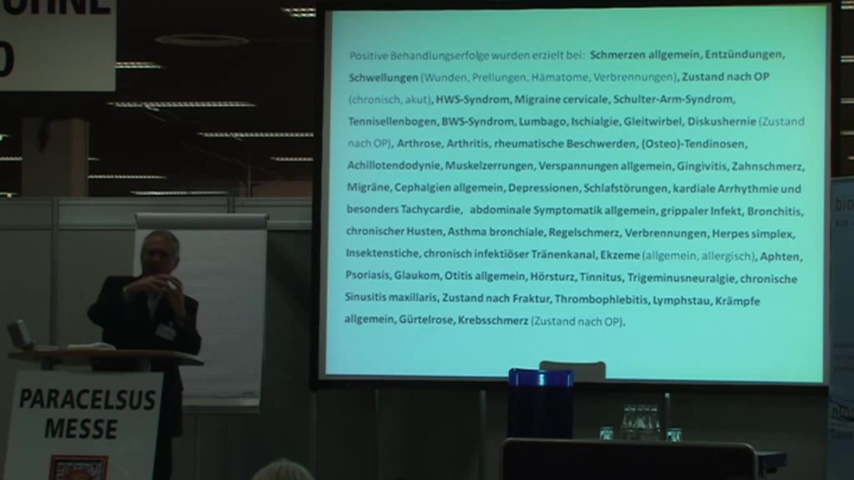 ÜHNE
0
Positive Behandlungserfolge wurden erzielt bei: Schmerzen allgemein, Entzündungen,
Schwellungen (Wunden, Prellungen, Hämatome, Verbrennungen), Zustand nach OP
(chronisch, akut), HWS-Syndrom, Migraine cervicale, Schulter-Arm-Syndrom,
Tennisellenbogen, BWS-Syndrom, Lumbago, Ischialgie, Gleitwirbel, Diskushernie (Zustand
nach OP), Arthrose, Arthritis, rheumatische Beschwerden, (Osteo)-Tendinosen,
Achillotendodynie, Muskelzerrungen, Verspannungen allgemein, Gingivitis, Zahnschmerz,
Migräne, Cephalgien allgemein, Depressionen, Schlafstörungen, kardiale Arrhythmie und
besonders Tachycardie, abdominale Symptomatik allgemein, grippaler Infekt, Bronchitis,
chronischer Husten, Asthma bronchiale, Regelschmerz, Verbrennungen, Herpes simplex,
Insektenstiche, chronisch infektiöser Tränenkanal, Ekzeme (allgemein, allergisch), Aphten,
Psoriasis, Glaukom, Otitis allgemein, Hörsturz, Tinnitus, Trigeminusneuralgie, chronische
Sinusitis maxillaris, Zustand nach Fraktur, Thrombophlebitis, Lymphstau, Krämpfe
allgemein, Gürtelrose, Krebsschmerz (Zustand nach OP).
PARACELSUS
MESSE